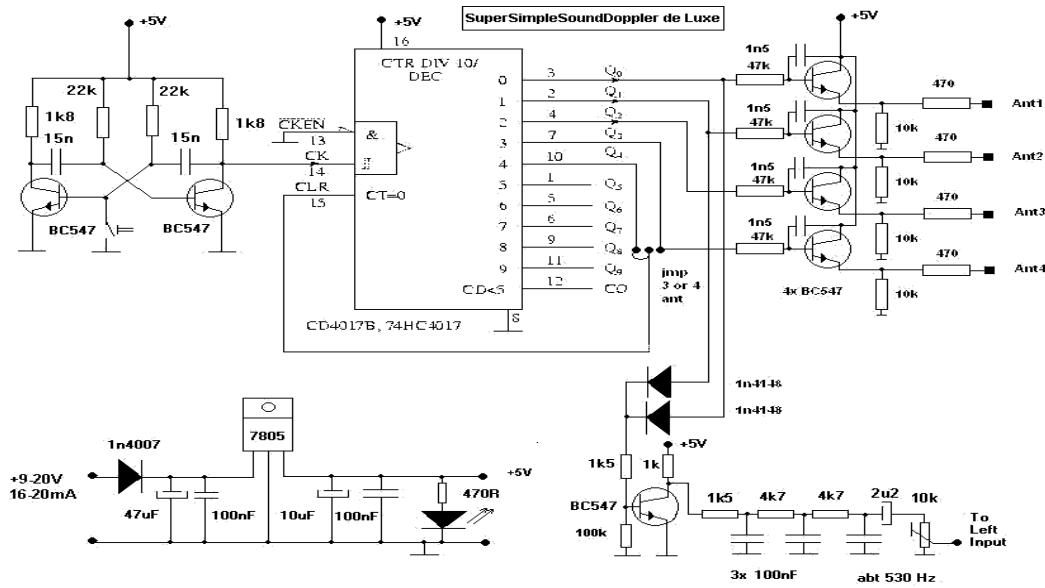 SuperSimpleSoundDoppler de Luxe
+5V
+5V
+5V
22k
22k
1k8
1k8
15n
15n
BC547
BC547
16
CTR DIV 10/
DEC
CKEN
13
&
CK
14
CLR
15
CT=0
0
3
Q0
1
2
Q1
2
4
Q2
3
7
Q3
4
10
Q4
5
1
Q5
6
5
Q6
7
6
Q7
8
9
Q8
9
11
Q9
CD<5
12
CO
8
CD4017B, 74HC4017
jmp
3 or 4
ant
1n5
47k
470
Ant1
10k
1n5
47k
470
Ant2
10k
1n5
47k
470
Ant3
10k
1n5
47k
470
Ant4
10k
4x BC547
1n4148
1n4148
+5V
1k5
1k
BC547
100k
1k5
4k7
4k7
2u2
10k
To
Left
Input
3x 100nF
abt 530 Hz
7805
1n4007
+9-20V
16-20mA
+5V
47uF
100nF
10uF
100nF
470R